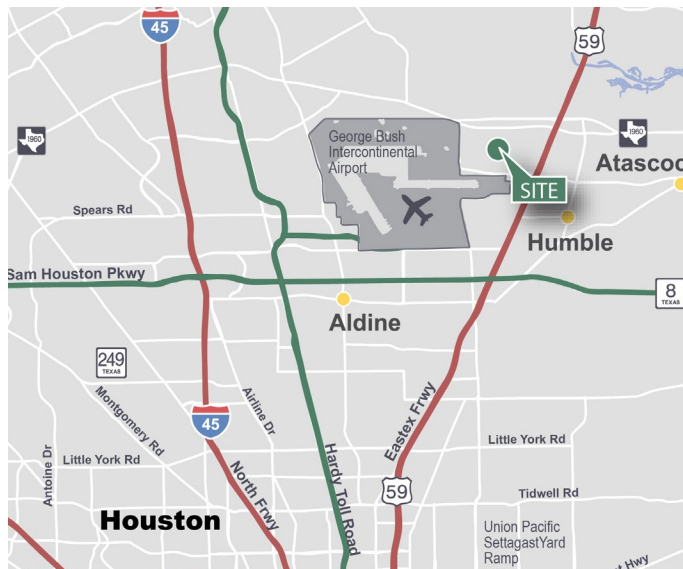 45
59
1960
George Bush
Intercontinental
Airport
1960
Atascoc
SITE
Spears Rd
Humble
Sam Houston Pkwy
8
TEXAS
Aldine
249
TEXAS
Montgomery Rd
Airline Dr
Eastex Frwy
45
Antoine Dr
Little York Rd
Little York Rd
North Frwy
Hardy Toll Road
59
Tidwell Rd
Houston
Union Pacific
SettagastYard
Ramp
Hwy